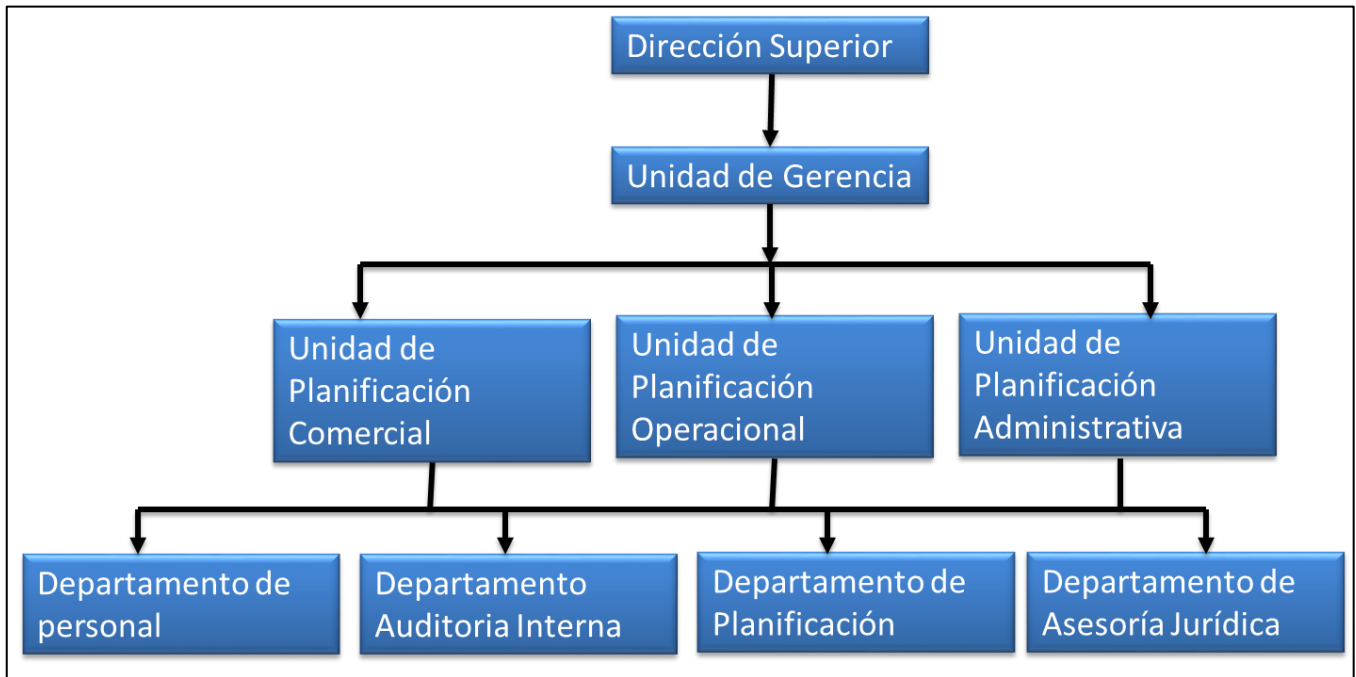 Dirección Superior
Unidad de Gerencia
Unidad de
Planificación
Comercial
Unidad de
Planificación
Operacional
Unidad de
Planificación
Administrativa
Departamento de
personal
Departamento
Auditoria Interna
Departamento de
Planificación
Departamento de
Asesoría Jurídica